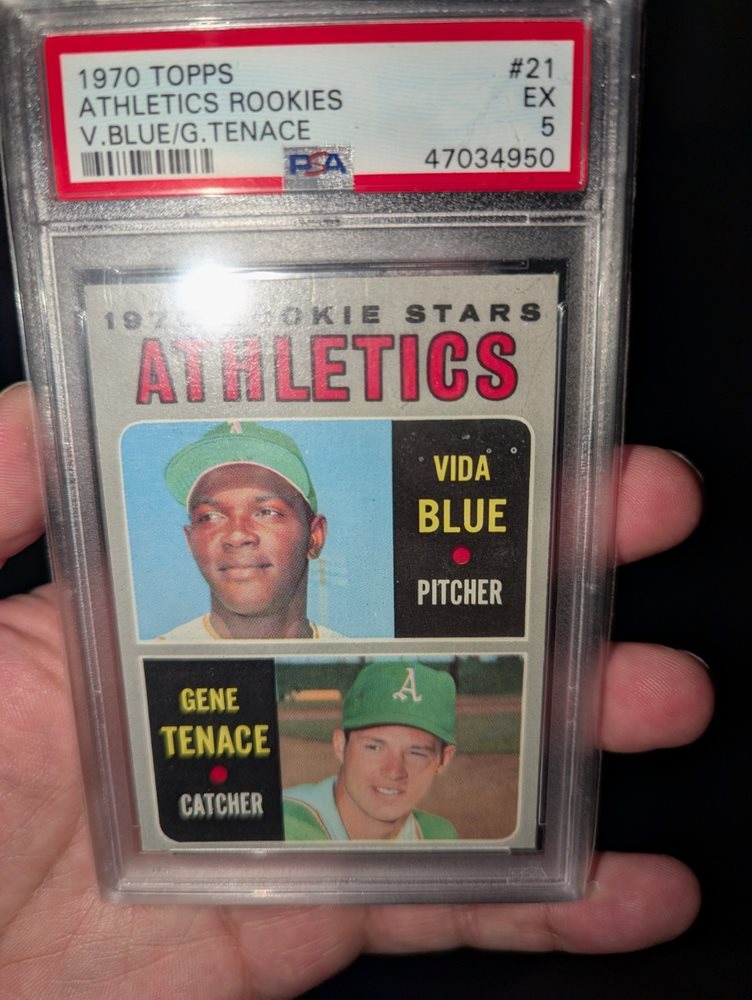 1970 TOPPS #21
ATHLETICS ROOKIES EX
V.BLUE/G.TENACE 5
PSA 47034950
STARS
ATHLETICS
A
VIDA
BLUE
PITCHER
A
GENE
TENACE
CATCHER